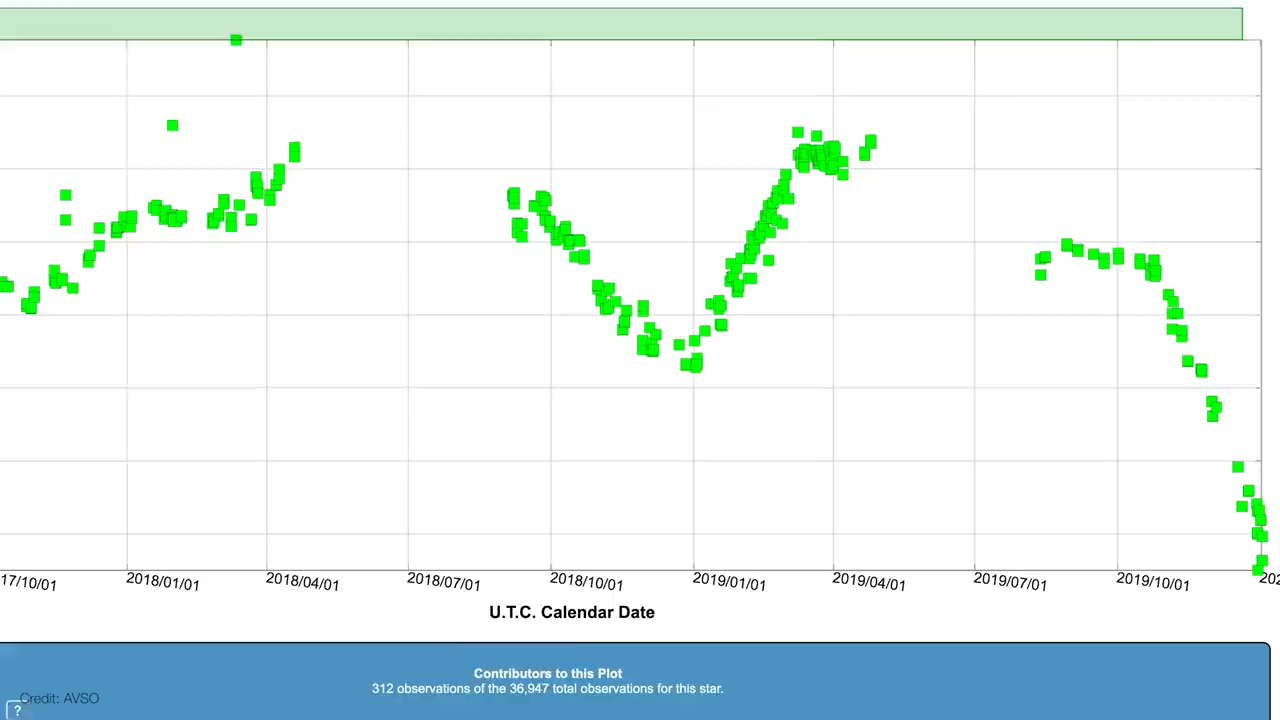 17/10/01
2018/01/01
2018/04/01
2018/07/01
2018/10/01
2019/01/01
2019/04/01
2019/07/01
2019/10/01
202
U.T.C. Calendar Date
Contributors to this Plot
312 observations of the 36,947 total observations for this star.
Credit: AVSO
?